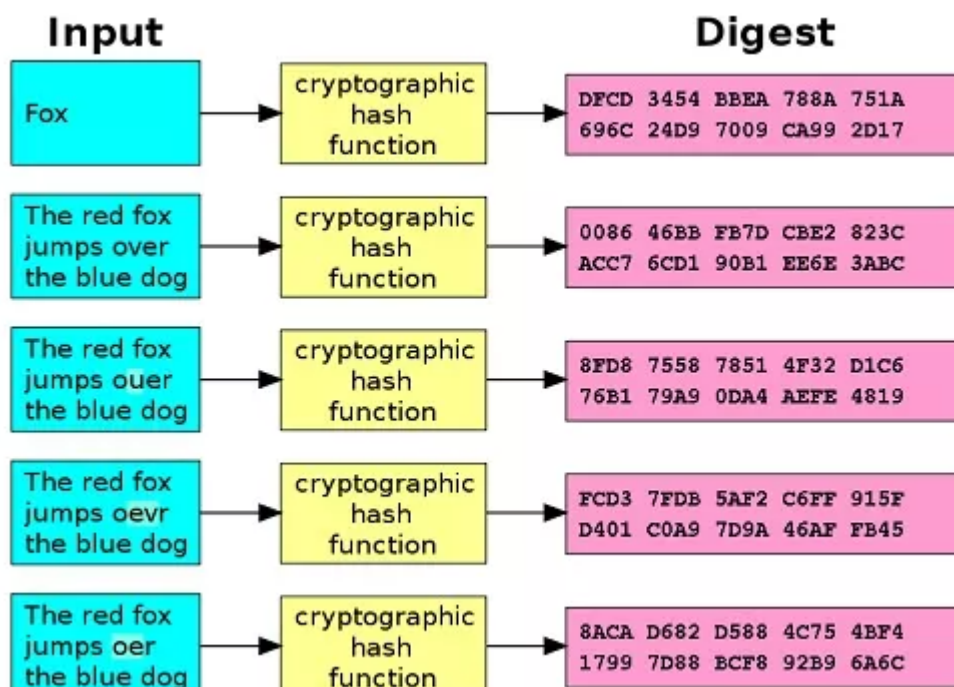 Input
Digest
Fox
cryptographic
hash
function
DFCD 3454 BBEA 788A 751A
696C 24D9 7009 CA99 2D17
The red fox
jumps over
the blue dog
cryptographic
hash
function
0086 46BB FB7D CBE2 823C
ACC7 6CD1 90B1 EE6E 3ABC
The red fox
jumps ouer
the blue dog
cryptographic
hash
function
8FD8 7558 7851 4F32 D1C6
76B1 79A9 0DA4 AEFE 4819
The red fox
jumps oevr
the blue dog
cryptographic
hash
function
FCD3 7FDB 5AF2 C6FF 915F
D401 C0A9 7D9A 46AF FB45
The red fox
jumps oer
the blue dog
cryptographic
hash
function
8ACA D682 D588 4C75 4BF4
1799 7D88 BCF8 92B9 6A6C